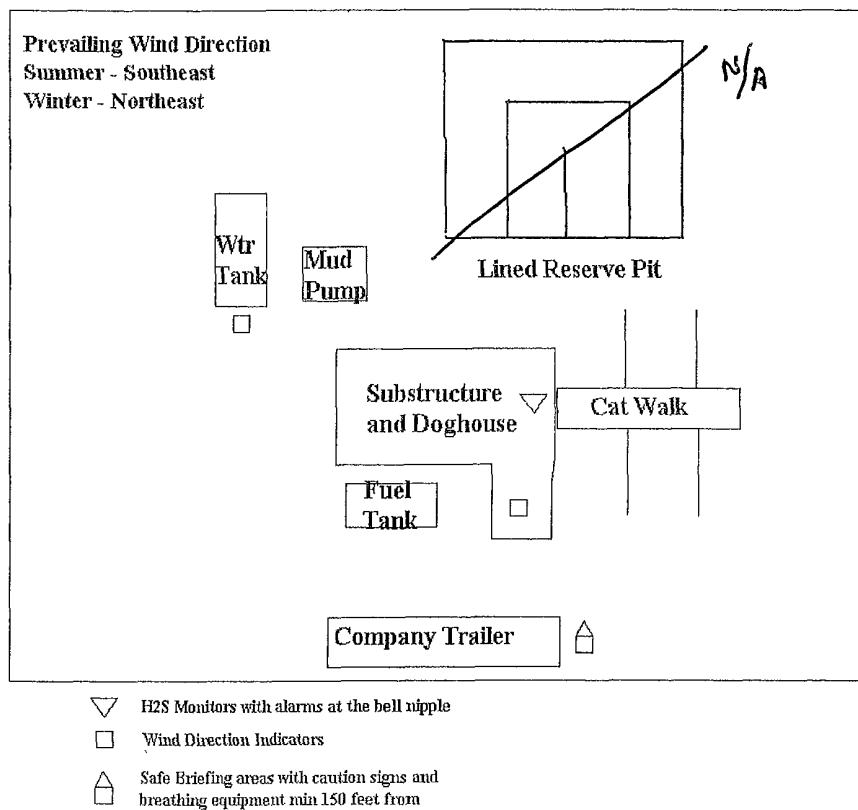 Prevailing Wind Direction
Summer - Southeast
Winter - Northeast
N/A
Wtr
Tank
Mud
Pump
Lined Reserve Pit
Substructure
and Doghouse
Cat Walk
Fuel
Tank
Company Trailer
H2S Monitors with alarms at the bell nipple
Wind Direction Indicators
Safe Briefing areas with caution signs and
breathing equipment min 150 feet from